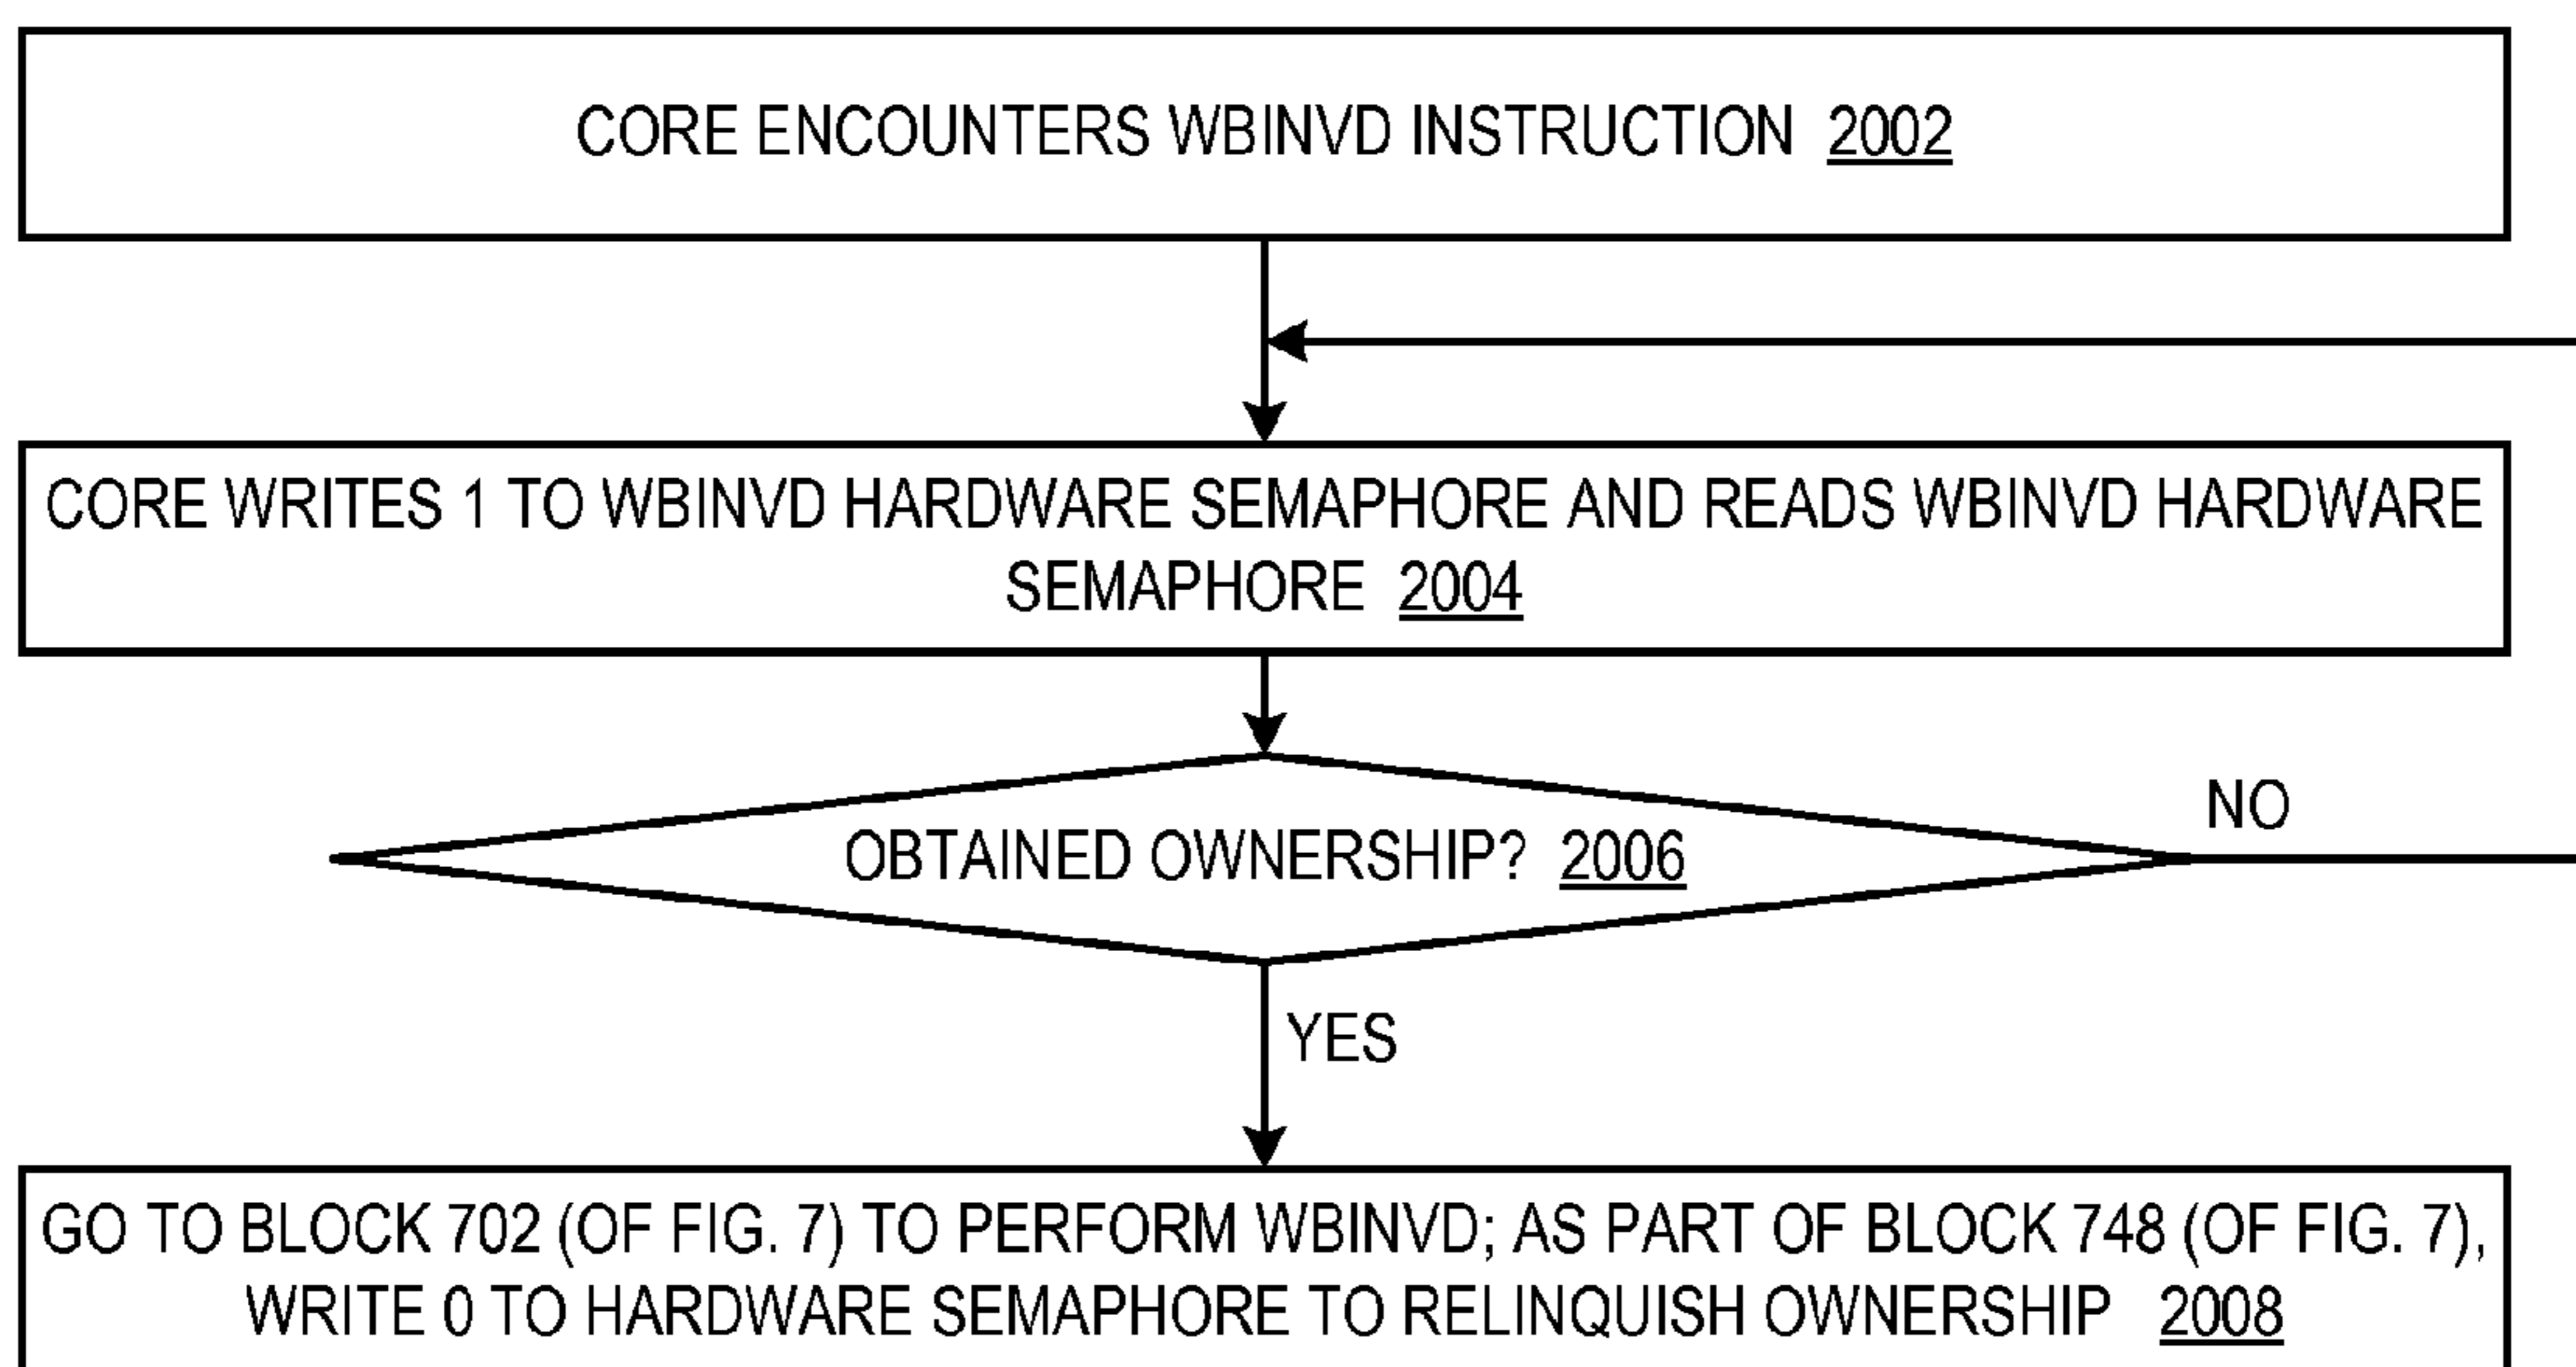 CORE ENCOUNTERS WBINVD INSTRUCTION 2002
CORE WRITES 1 TO WBINVD HARDWARE SEMAPHORE AND READS WBINVD HARDWARE
SEMAPHORE 2004
OBTAINED OWNERSHIP? 2006
NO
YES
GO TO BLOCK 702 (OF FIG. 7) TO PERFORM WBINVD; AS PART OF BLOCK 748 (OF FIG. 7),
WRITE 0 TO HARDWARE SEMAPHORE TO RELINQUISH OWNERSHIP 2008